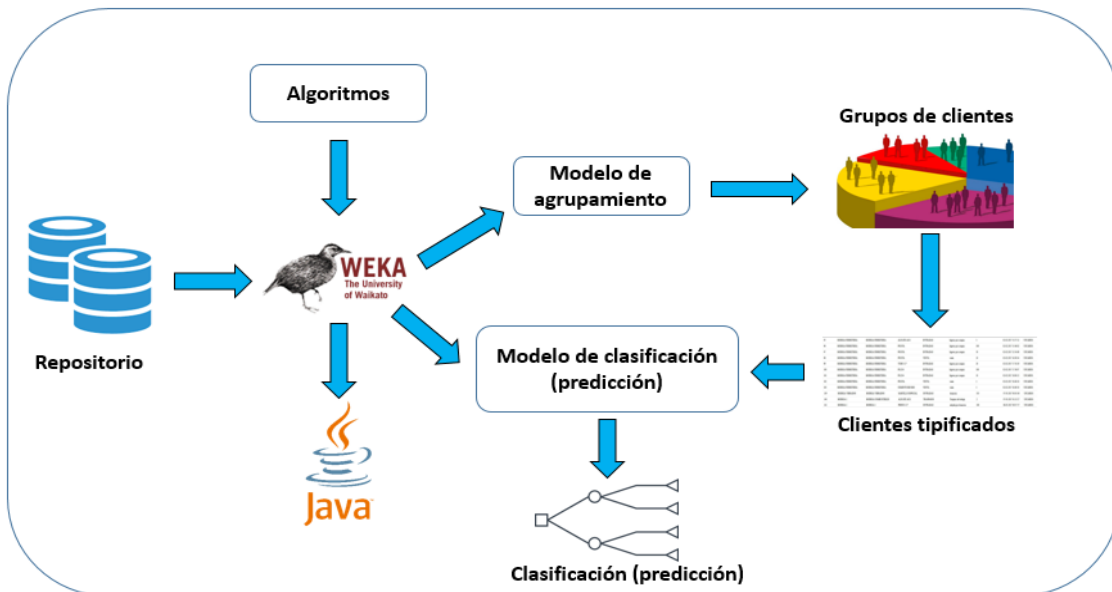 Algoritmos
Grupos de clientes
Modelo de
agrupamiento
WEKA
The University
of Waikato
Repositorio
Modelo de clasificación
(predicción)
Clientes tipificados
Java
Clasificación (predicción)